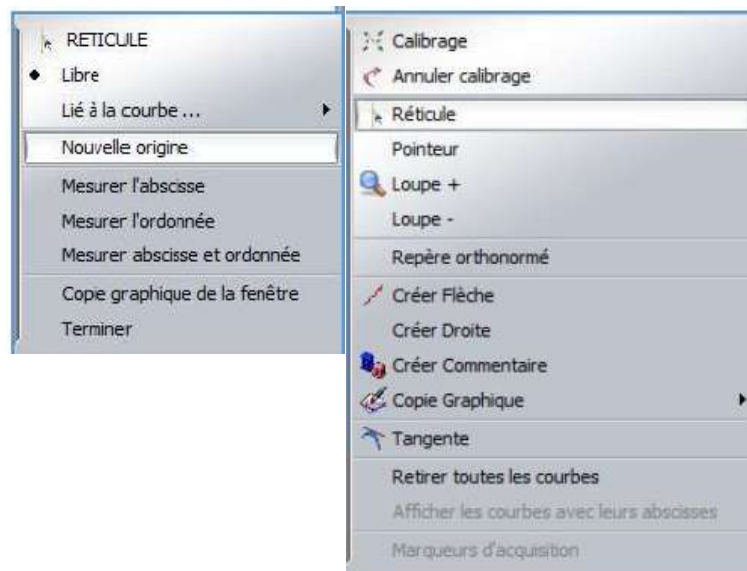 RETICULE
Libre
Lié à la courbe ...
Nouvelle origine
Mesurer l'abscisse
Mesurer l'ordonnée
Mesurer abscisse et ordonnée
Copie graphique de la fenêtre
Terminer
Calibrage
Annuler calibrage
Réticule
Pointeur
Loupe +
Loupe -
Repère orthonormé
Créer Flèche
Créer Droite
Créer Commentaire
Copie Graphique
Tangente
Retirer toutes les courbes
Afficher les courbes avec leurs abscisses
Marqueurs d'acquisition